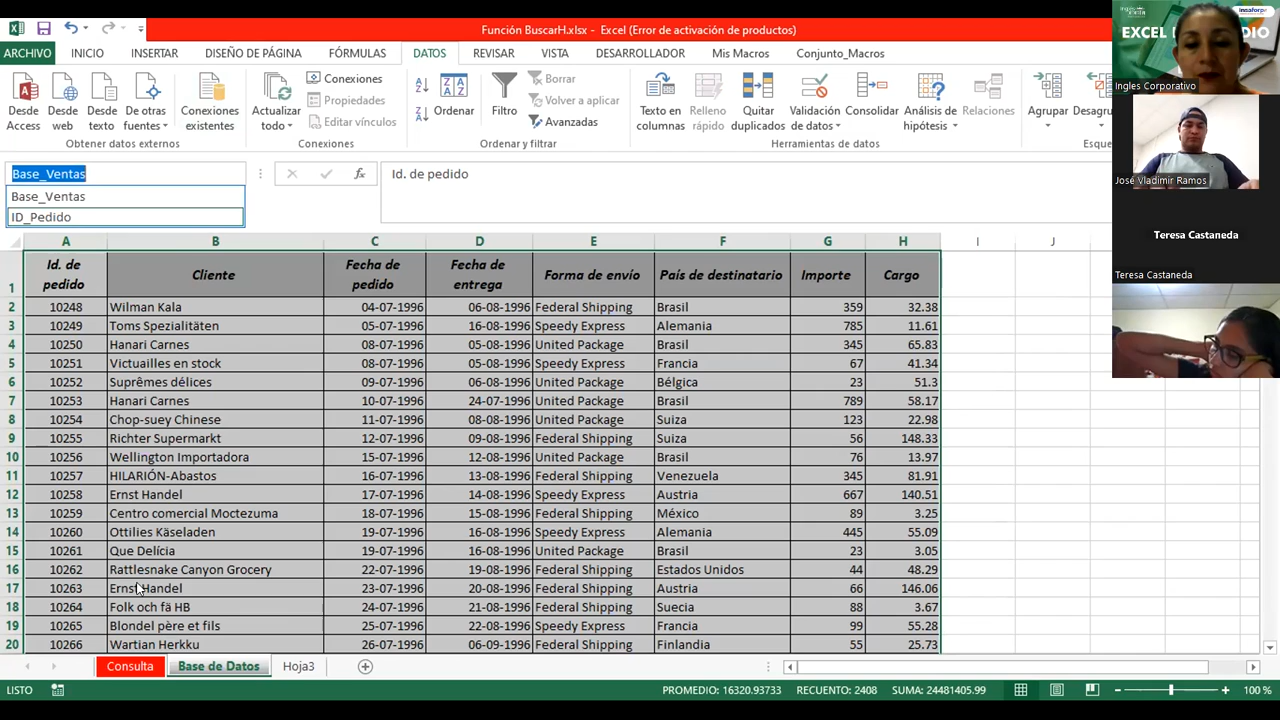 Función BuscarH.xlsx - Excel (Error de activación de productos)
ARCHIVO INICIO INSERTAR DISEÑO DE PÁGINA FÓRMULAS DATOS REVISAR VISTA DESARROLLADOR Mis Macros Conjunto_Macros
Desde Access
Desde web
Desde texto
De otras fuentes
Conexiones existentes
Obtener datos externos
Actualizar todo
Conexiones
Propiedades
Editar vínculos
Conexiones
Ordenar
Filtro
Borrar
Volver a aplicar
Avanzadas
Ordenar y filtrar
Texto en columnas
Relleno rápido
Quitar duplicados
Validación de datos
Consolidar
Análisis de hipótesis
Relaciones
Herramientas de datos
Agrupar
Base_Ventas
Base_Ventas
ID_Pedido
fx
Id. de pedido
A B C D E F G H I J
1 Id. de pedido Cliente Fecha de pedido Fecha de entrega Forma de envío País de destinatario Importe Cargo
2 10248 Wilman Kala 04-07-1996 06-08-1996 Federal Shipping Brasil 359 32.38
3 10249 Toms Spezialitäten 05-07-1996 16-08-1996 Speedy Express Alemania 785 11.61
4 10250 Hanari Carnes 08-07-1996 05-08-1996 United Package Brasil 345 65.83
5 10251 Victuailles en stock 08-07-1996 05-08-1996 Speedy Express Francia 67 41.34
6 10252 Suprêmes délices 09-07-1996 06-08-1996 United Package Bélgica 23 51.3
7 10253 Hanari Carnes 10-07-1996 24-07-1996 United Package Brasil 789 58.17
8 10254 Chop-suey Chinese 11-07-1996 08-08-1996 United Package Suiza 123 22.98
9 10255 Richter Supermarkt 12-07-1996 09-08-1996 Federal Shipping Suiza 56 148.33
10 10256 Wellington Importadora 15-07-1996 12-08-1996 United Package Brasil 76 13.97
11 10257 HILARIÓN-Abastos 16-07-1996 13-08-1996 Federal Shipping Venezuela 345 81.91
12 10258 Ernst Handel 17-07-1996 14-08-1996 Speedy Express Austria 667 140.51
13 10259 Centro comercial Moctezuma 18-07-1996 15-08-1996 Federal Shipping México 89 3.25
14 10260 Ottilies Käseladen 19-07-1996 16-08-1996 Speedy Express Alemania 445 55.09
15 10261 Que Delícia 19-07-1996 16-08-1996 United Package Brasil 23 3.05
16 10262 Rattlesnake Canyon Grocery 22-07-1996 19-08-1996 Federal Shipping Estados Unidos 44 48.29
17 10263 Ernst Handel 23-07-1996 20-08-1996 Federal Shipping Austria 66 146.06
18 10264 Folk och fä HB 24-07-1996 21-08-1996 Federal Shipping Suecia 88 3.67
19 10265 Blondel père et fils 25-07-1996 22-08-1996 Speedy Express Francia 99 55.28
20 10266 Wartian Herkku 26-07-1996 06-09-1996 Federal Shipping Finlandia 55 25.73
Consulta Base de Datos Hoja3
LISTO PROMEDIO: 16320.93733 RECUENTO: 2408 SUMA: 24481405.99 100 %
EXCEL
Ingles Corporativo
José Vladimir Ramos
Teresa Castaneda
Teresa Castaneda